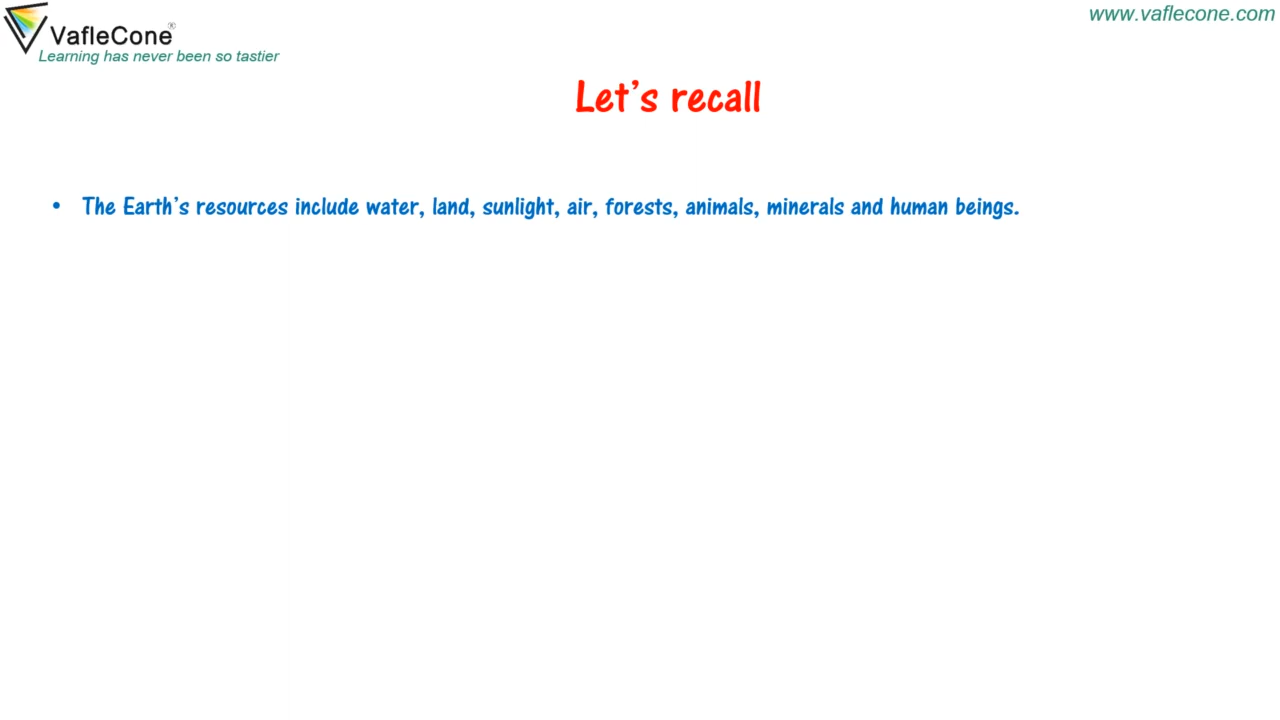 VafleCone®
www.vaflecone.com
Learning has never been so tastier
Let's recall
• The Earth's resources include water, land, sunlight, air, forests, animals, minerals and human beings.